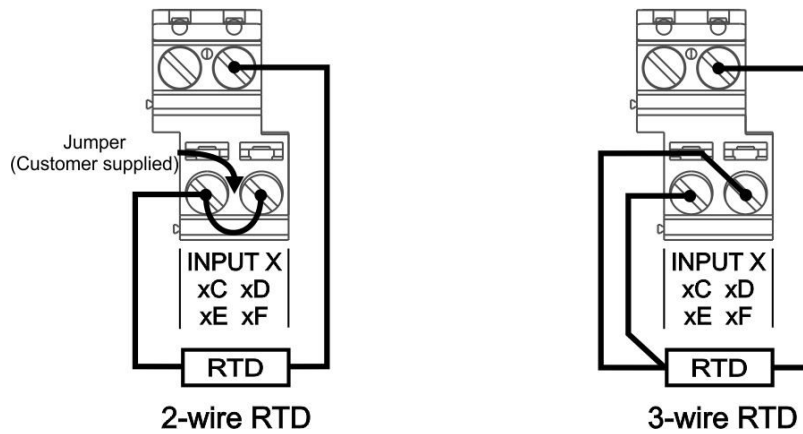 Jumper
(Customer supplied)
INPUT X
xC xD
xE xF
RTD
2-wire RTD
INPUT X
xC xD
xE xF
RTD
3-wire RTD